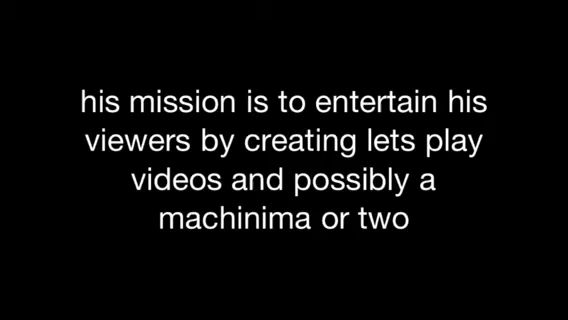 his mission is to entertain his
viewers by creating lets play
videos and possibly a
machinima or two